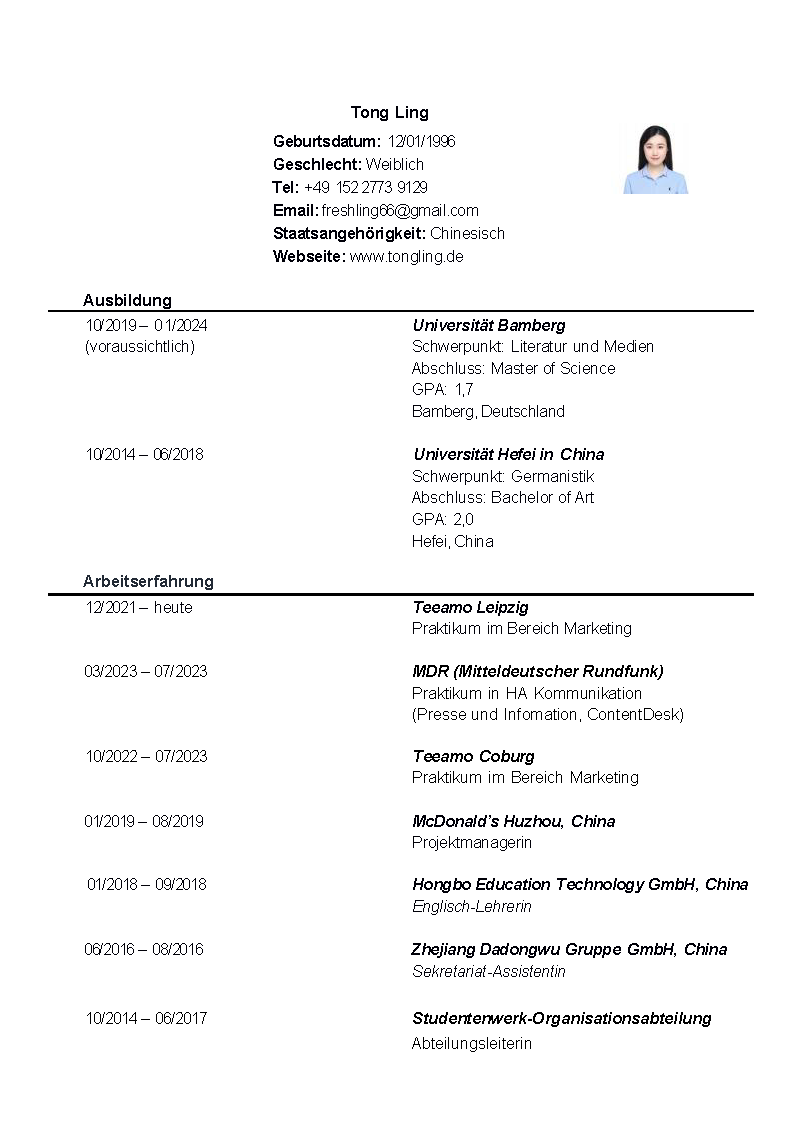 Tong Ling
Geburtsdatum: 12/01/1996
Geschlecht: Weiblich
Tel: +49 152 2773 9129
Email: freshling66@gmail.com
Staatsangehörigkeit: Chinesisch
Webseite: www.tongling.de
Ausbildung
10/2019 – 01/2024 Universität Bamberg
(voraussichtlich) Schwerpunkt: Literatur und Medien
Abschluss: Master of Science
GPA: 1,7
Bamberg, Deutschland
10/2014 – 06/2018 Universität Hefei in China
Schwerpunkt: Germanistik
Abschluss: Bachelor of Art
GPA: 2,0
Hefei, China
Arbeitserfahrung
12/2021 – heute Teeamo Leipzig
Praktikum im Bereich Marketing
03/2023 – 07/2023 MDR (Mitteldeutscher Rundfunk)
Praktikum in HA Kommunikation
(Presse und Infomation, ContentDesk)
10/2022 – 07/2023 Teeamo Coburg
Praktikum im Bereich Marketing
01/2019 – 08/2019 McDonald's Huzhou, China
Projektmanagerin
01/2018 – 09/2018 Hongbo Education Technology GmbH, China
Englisch-Lehrerin
06/2016 – 08/2016 Zhejiang Dadongwu Gruppe GmbH, China
Sekretariat-Assistentin
10/2014 – 06/2017 Studentenwerk-Organisationsabteilung
Abteilungsleiterin